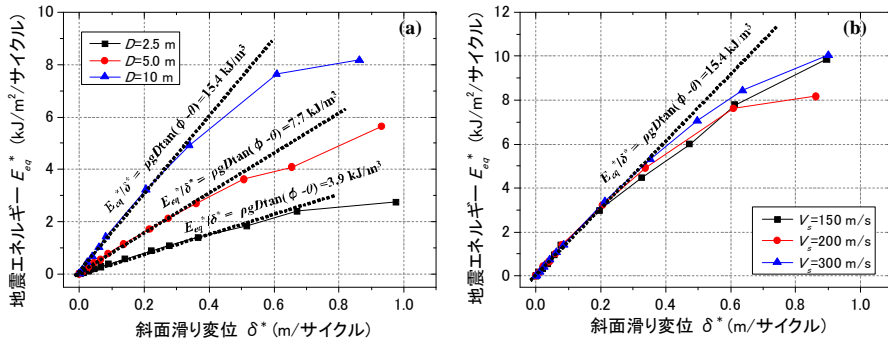 (a)
D=2.5 m
D=5.0 m
D=10 m
E_eq*/δ* = ρgDtan(ϕ-θ)=15.4 kJ/m³
E_eq*/δ* = ρgDtan(ϕ-θ)=7.7 kJ/m³
E_eq*/δ* = ρgDtan(ϕ-θ)=3.9 kJ/m³
地震エネルギー E_eq* (kJ/m²/サイクル)
10
8
6
4
2
0
0.0 0.2 0.4 0.6 0.8 1.0
斜面滑り変位 δ* (m/サイクル)
(b)
E_eq*/δ* = ρgDtan(ϕ-θ)=15.4 kJ/m³
V_s=150 m/s
V_s=200 m/s
V_s=300 m/s
地震エネルギー E_eq* (kJ/m²/サイクル)
12
10
8
6
4
2
0
0.0 0.2 0.4 0.6 0.8 1.0
斜面滑り変位 δ* (m/サイクル)